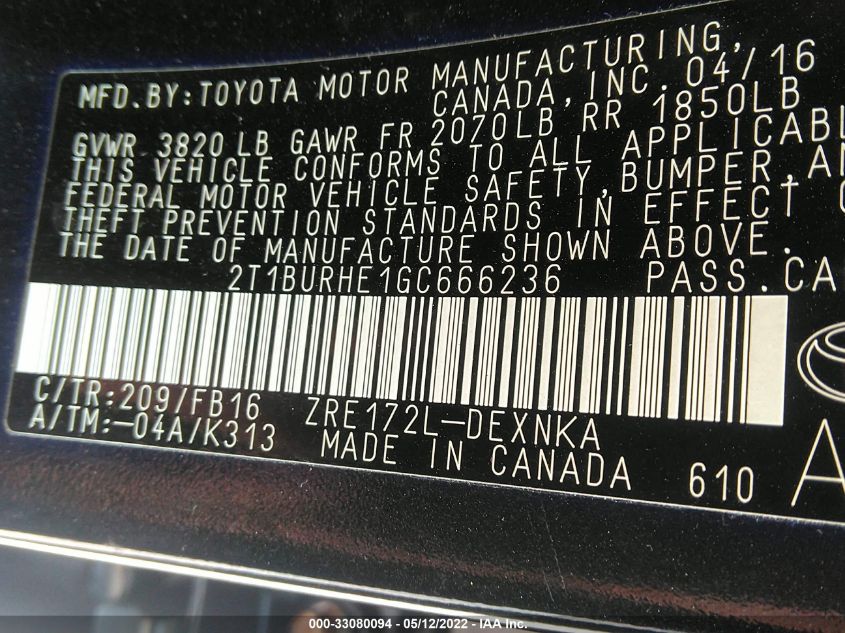 MFD.BY:TOYOTA MOTOR MANUFACTURING,
CANADA, INC. 04/16
GVWR 3820 LB GAWR FR 2070LB RR 1850LB
THIS VEHICLE CONFORMS TO ALL APPLICABL
FEDERAL MOTOR VEHICLE SAFETY, BUMPER, AN
THEFT PREVENTION STANDARDS IN EFFECT O
THE DATE OF MANUFACTURE SHOWN ABOVE.
2T1BURHE1GC666236 PASS.CA
C/TR:209/FB16 ZRE172L-DEXNKA
A/TM:-04A/K313 MADE IN CANADA 610 A
000-33080094 - 05/12/2022 - IAA Inc.